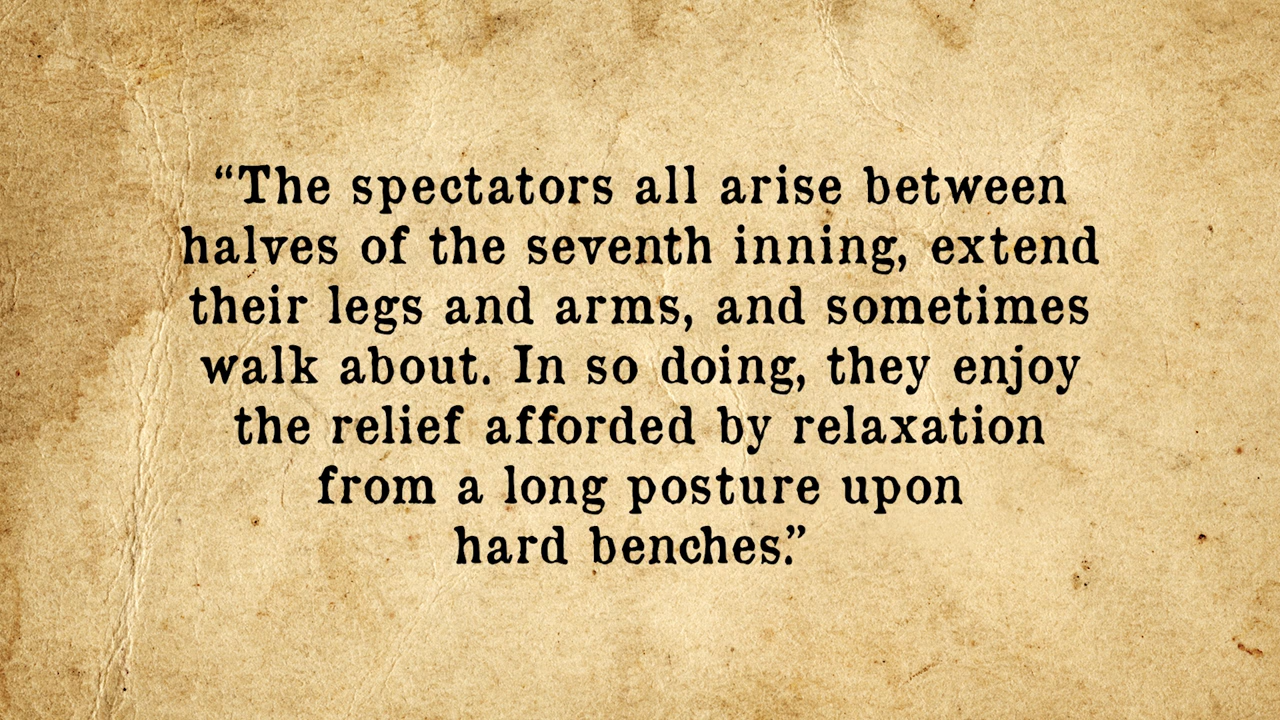 “The spectators all arise between
halves of the seventh inning, extend
their legs and arms, and sometimes
walk about. In so doing, they enjoy
the relief afforded by relaxation
from a long posture upon
hard benches.”